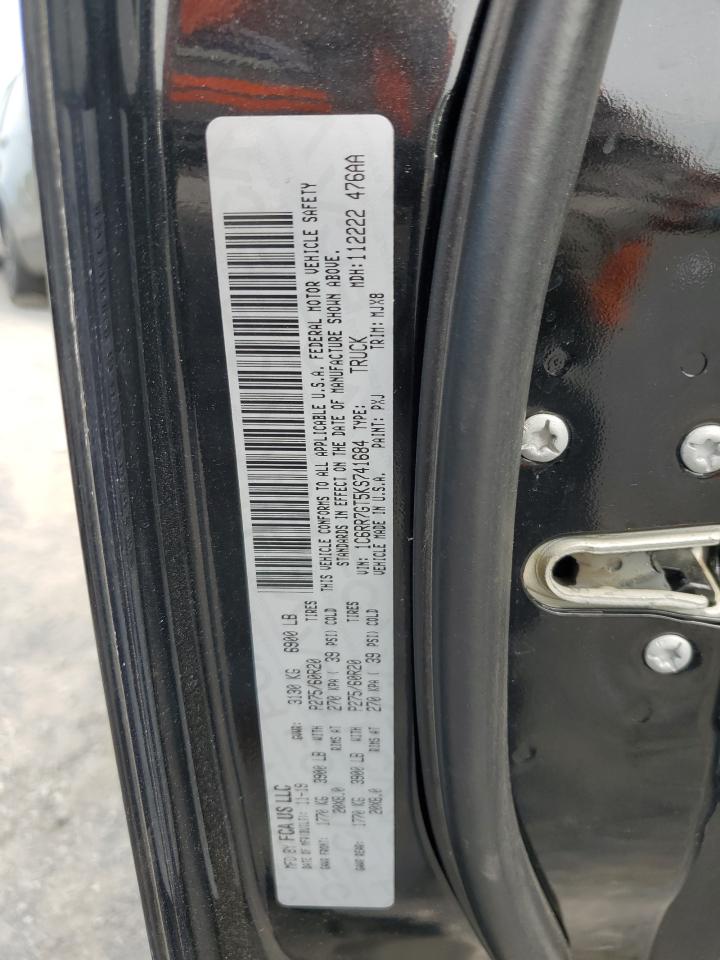 MFD BY: FCA US LLC
DATE OF MFR(BUILT): 11-19 GVWR: 3130 KG 6900 LB
GAWR FRONT: 1770 KG 3900 LB WITH P275/60R20 TIRES
20X8.0 RIMS AT 270 KPA ( 39 PSI) COLD
GAWR REAR: 1770 KG 3900 LB WITH P275/60R20 TIRES
20X8.0 RIMS AT 270 KPA ( 39 PSI) COLD
THIS VEHICLE CONFORMS TO ALL APPLICABLE U.S.A. FEDERAL MOTOR VEHICLE SAFETY
STANDARDS IN EFFECT ON THE DATE OF MANUFACTURE SHOWN ABOVE.
VIN: 1C6RR7GT5KS741684 TYPE: TRUCK MDH:112222 476AA
VEHICLE MADE IN U.S.A. PAINT: PXJ TRIM: MJX8